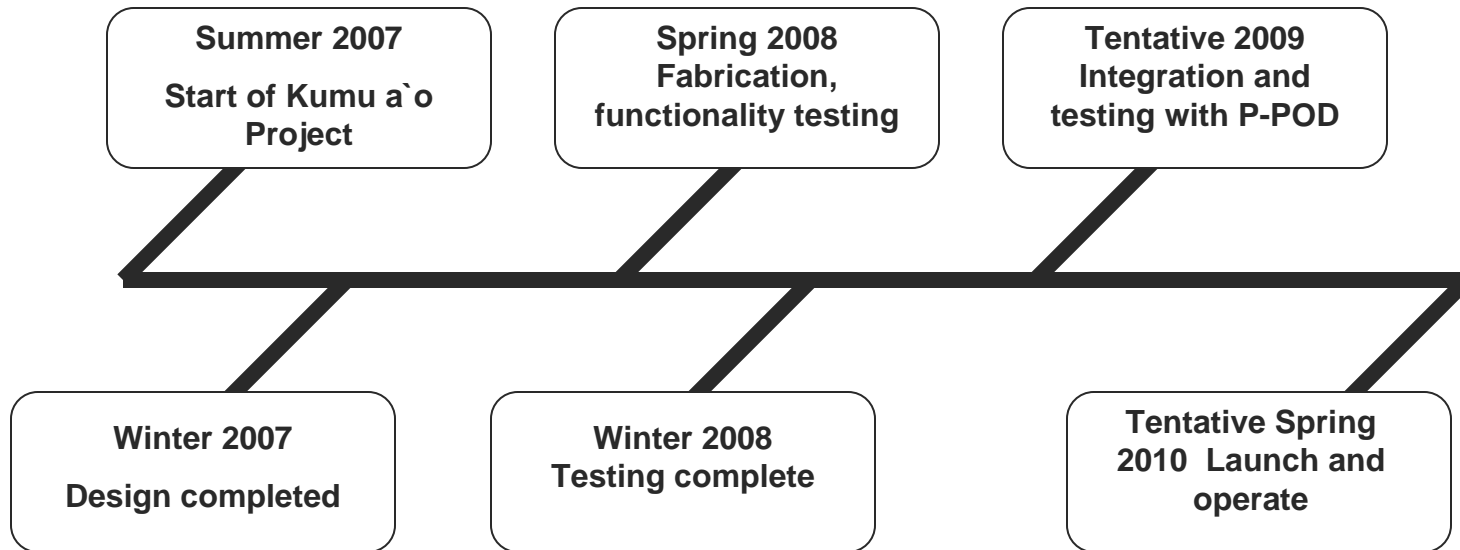 Summer 2007
Start of Kumu a`o
Project
Spring 2008
Fabrication,
functionality testing
Tentative 2009
Integration and
testing with P-POD
Winter 2007
Design completed
Winter 2008
Testing complete
Tentative Spring
2010  Launch and
operate